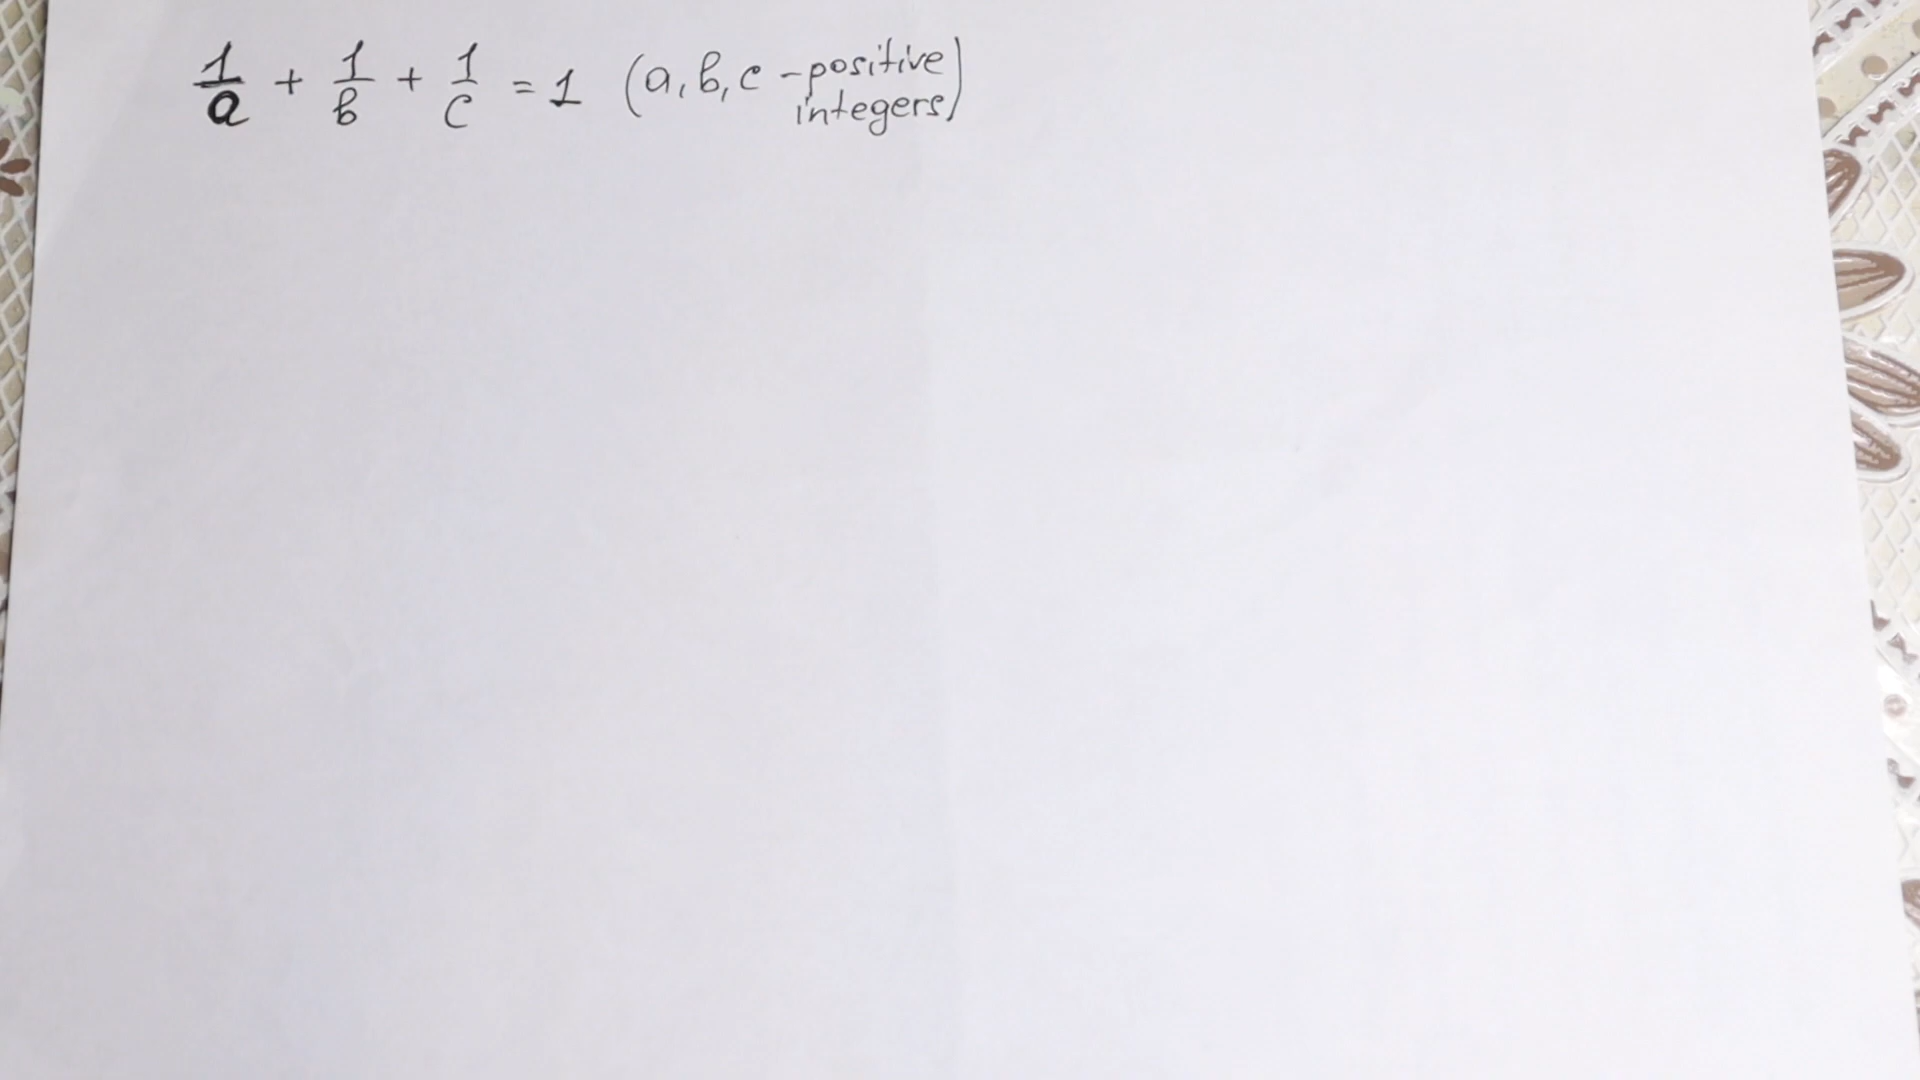 1/a + 1/b + 1/c = 1 (a, b, c - positive
integers)